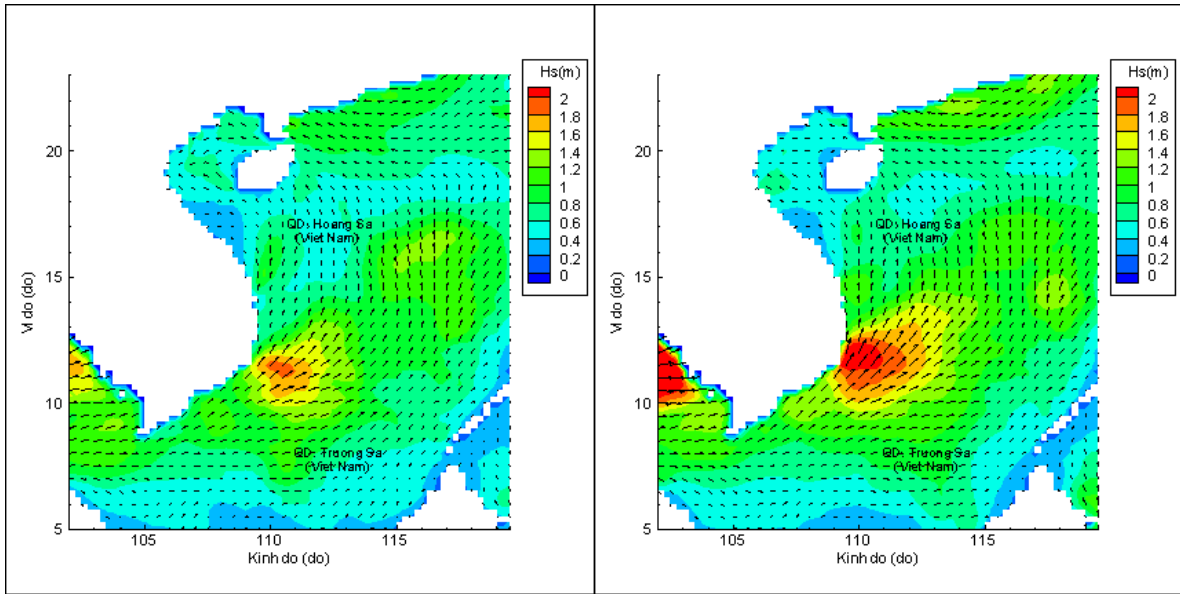 Hs(m)
2
1.8
1.6
1.4
1.2
1
0.8
0.6
0.4
0.2
0
20
15
10
5
Vi do (do)
QD. Hoang Sa
(Viet Nam)
QD. Truong Sa
(Viet Nam)
105
110
115
Kinh do (do)
Hs(m)
2
1.8
1.6
1.4
1.2
1
0.8
0.6
0.4
0.2
0
20
15
10
5
Vi do (do)
QD. Hoang Sa
(Viet Nam)
QD. Truong Sa
(Viet Nam)
105
110
115
Kinh do (do)